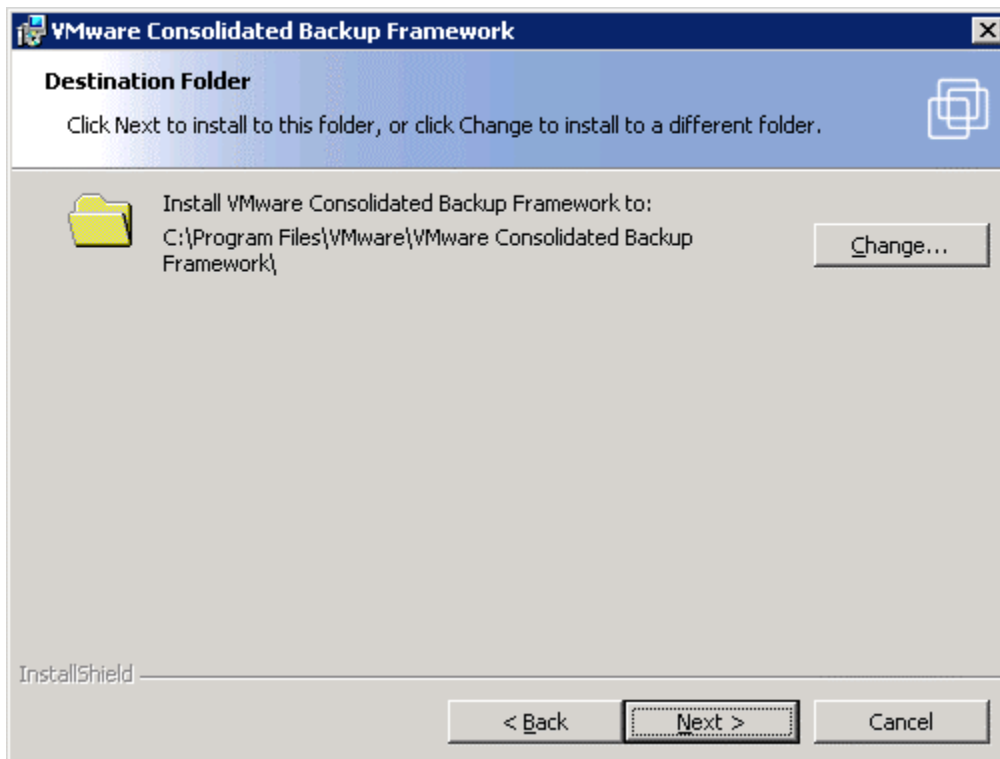 VMware Consolidated Backup Framework
Destination Folder
Click Next to install to this folder, or click Change to install to a different folder.
Install VMware Consolidated Backup Framework to:
C:\Program Files\VMware\VMware Consolidated Backup
Framework\
Change...
InstallShield
< Back
Next >
Cancel